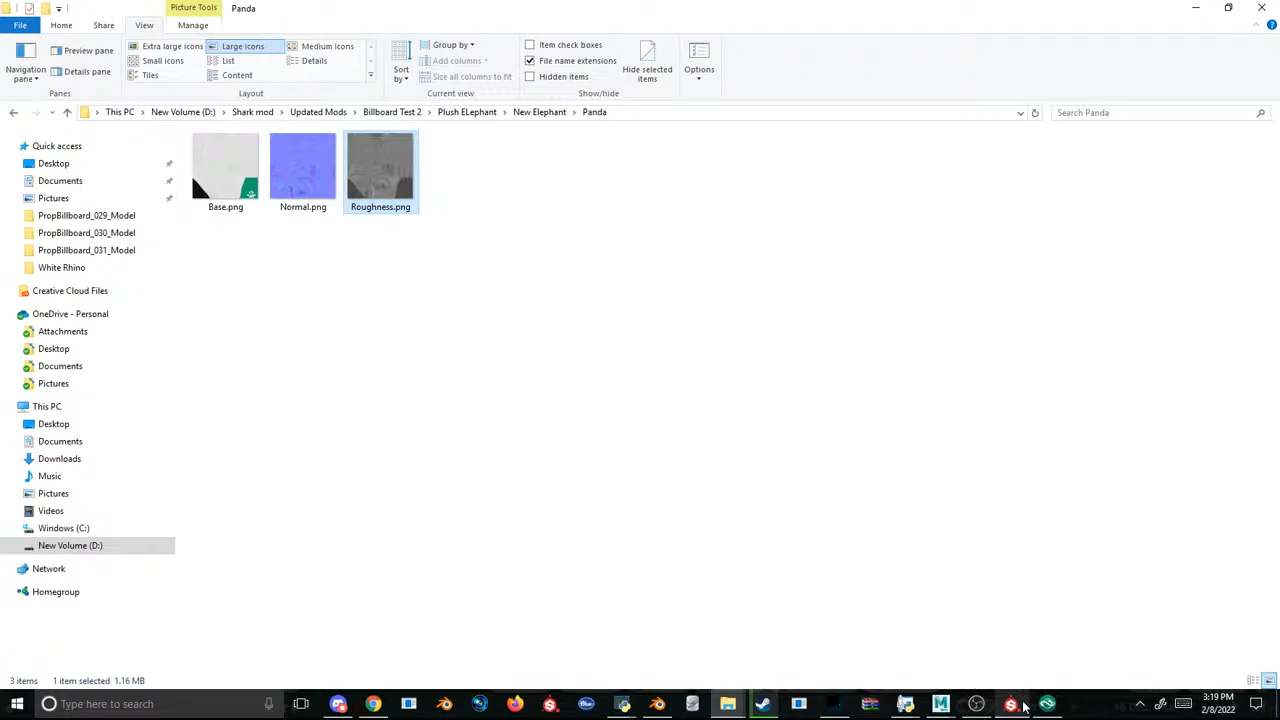 Picture Tools
Panda
File
Home
Share
View
Manage
Navigation
pane
Preview pane
Details pane
Panes
Extra large icons
Large icons
Medium icons
Small icons
List
Details
Tiles
Content
Layout
Sort
by
Group by
Add columns
Size all columns to fit
Current view
Item check boxes
File name extensions
Hidden items
Hide selected
items
Show/hide
Options
This PC
New Volume (D:)
Shark mod
Updated Mods
Billboard Test 2
Plush ELephant
New Elephant
Panda
Search Panda
Quick access
Desktop
Documents
Pictures
PropBillboard_029_Model
PropBillboard_030_Model
PropBillboard_031_Model
White Rhino
Creative Cloud Files
OneDrive - Personal
Attachments
Desktop
Documents
Pictures
This PC
Desktop
Documents
Downloads
Music
Pictures
Videos
Windows (C:)
New Volume (D:)
Network
Homegroup
Base.png
Normal.png
Roughness.png
3 items
1 item selected
1.16 MB
Type here to search
3:19 PM
2/8/2022